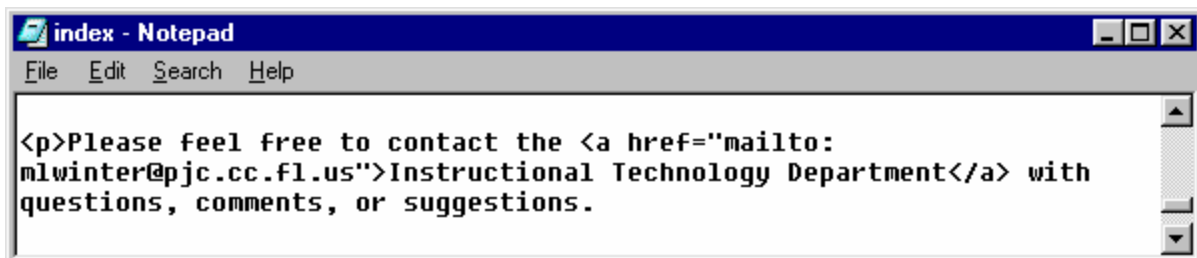 index - Notepad
File Edit Search Help
<p>Please feel free to contact the <a href="mailto:
mlwinter@pjc.cc.fl.us">Instructional Technology Department</a> with
questions, comments, or suggestions.